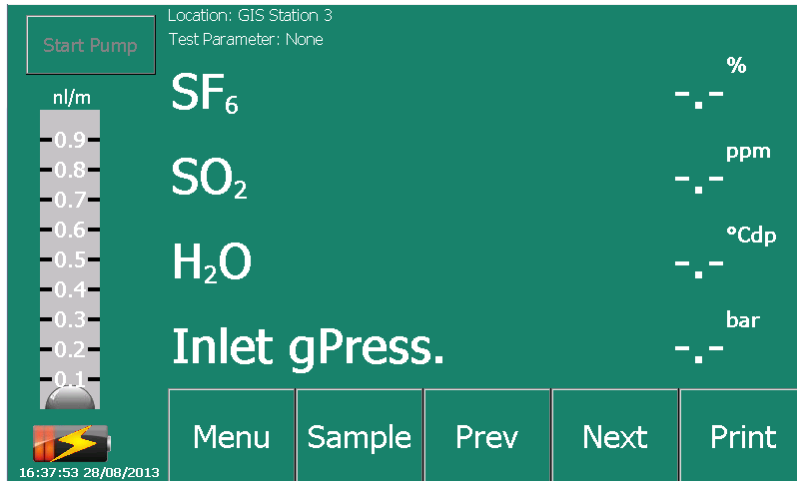 Location: GIS Station 3
Start Pump
Test Parameter: None
SF₆ -.- %
nl/m
0.9
SO₂ -.- ppm
0.8
0.7
0.6
H₂O -.- °Cdp
0.5
0.4
0.3
Inlet gPress. -.- bar
0.2
0.1
Menu Sample Prev Next Print
16:37:53 28/08/2013